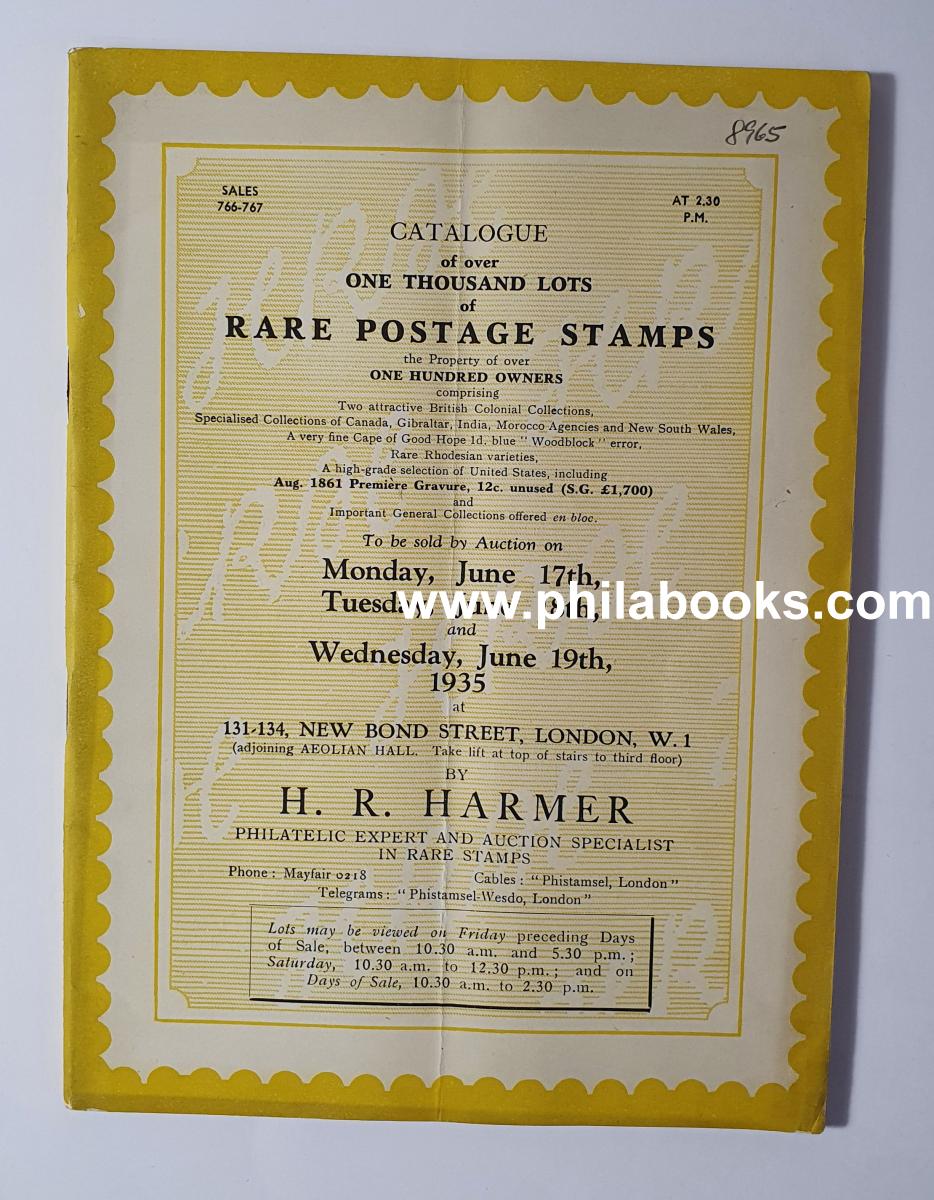 8965
SALES
766-767
AT 2.30
P.M.
CATALOGUE
of over
ONE THOUSAND LOTS
of
RARE POSTAGE STAMPS
the Property of over
ONE HUNDRED OWNERS
comprising
Two attractive British Colonial Collections,
Specialised Collections of Canada, Gibraltar, India, Morocco Agencies and New South Wales,
A very fine Cape of Good Hope 1d. blue "Woodblock" error,
Rare Rhodesian varieties,
A high-grade selection of United States, including
Aug. 1861 Première Gravure, 12c. unused (S.G. £1,700)
and
Important General Collections offered en bloc.
To be sold by Auction on
Monday, June 17th,
Tuesday, 8th,
www.philabooks.com
and
Wednesday, June 19th,
1935
at
131-134, NEW BOND STREET, LONDON, W.1
(adjoining AEOLIAN HALL. Take lift at top of stairs to third floor)
BY
H. R. HARMER
PHILATELIC EXPERT AND AUCTION SPECIALIST
IN RARE STAMPS
Phone : Mayfair 0218 Cables : "Phistamsel, London"
Telegrams : "Phistamsel-Wesdo, London"
Lots may be viewed on Friday preceding Days
of Sale, between 10.30 a.m. and 5.30 p.m. ;
Saturday, 10.30 a.m. to 12.30 p.m. ; and on
Days of Sale, 10.30 a.m. to 2.30 p.m.